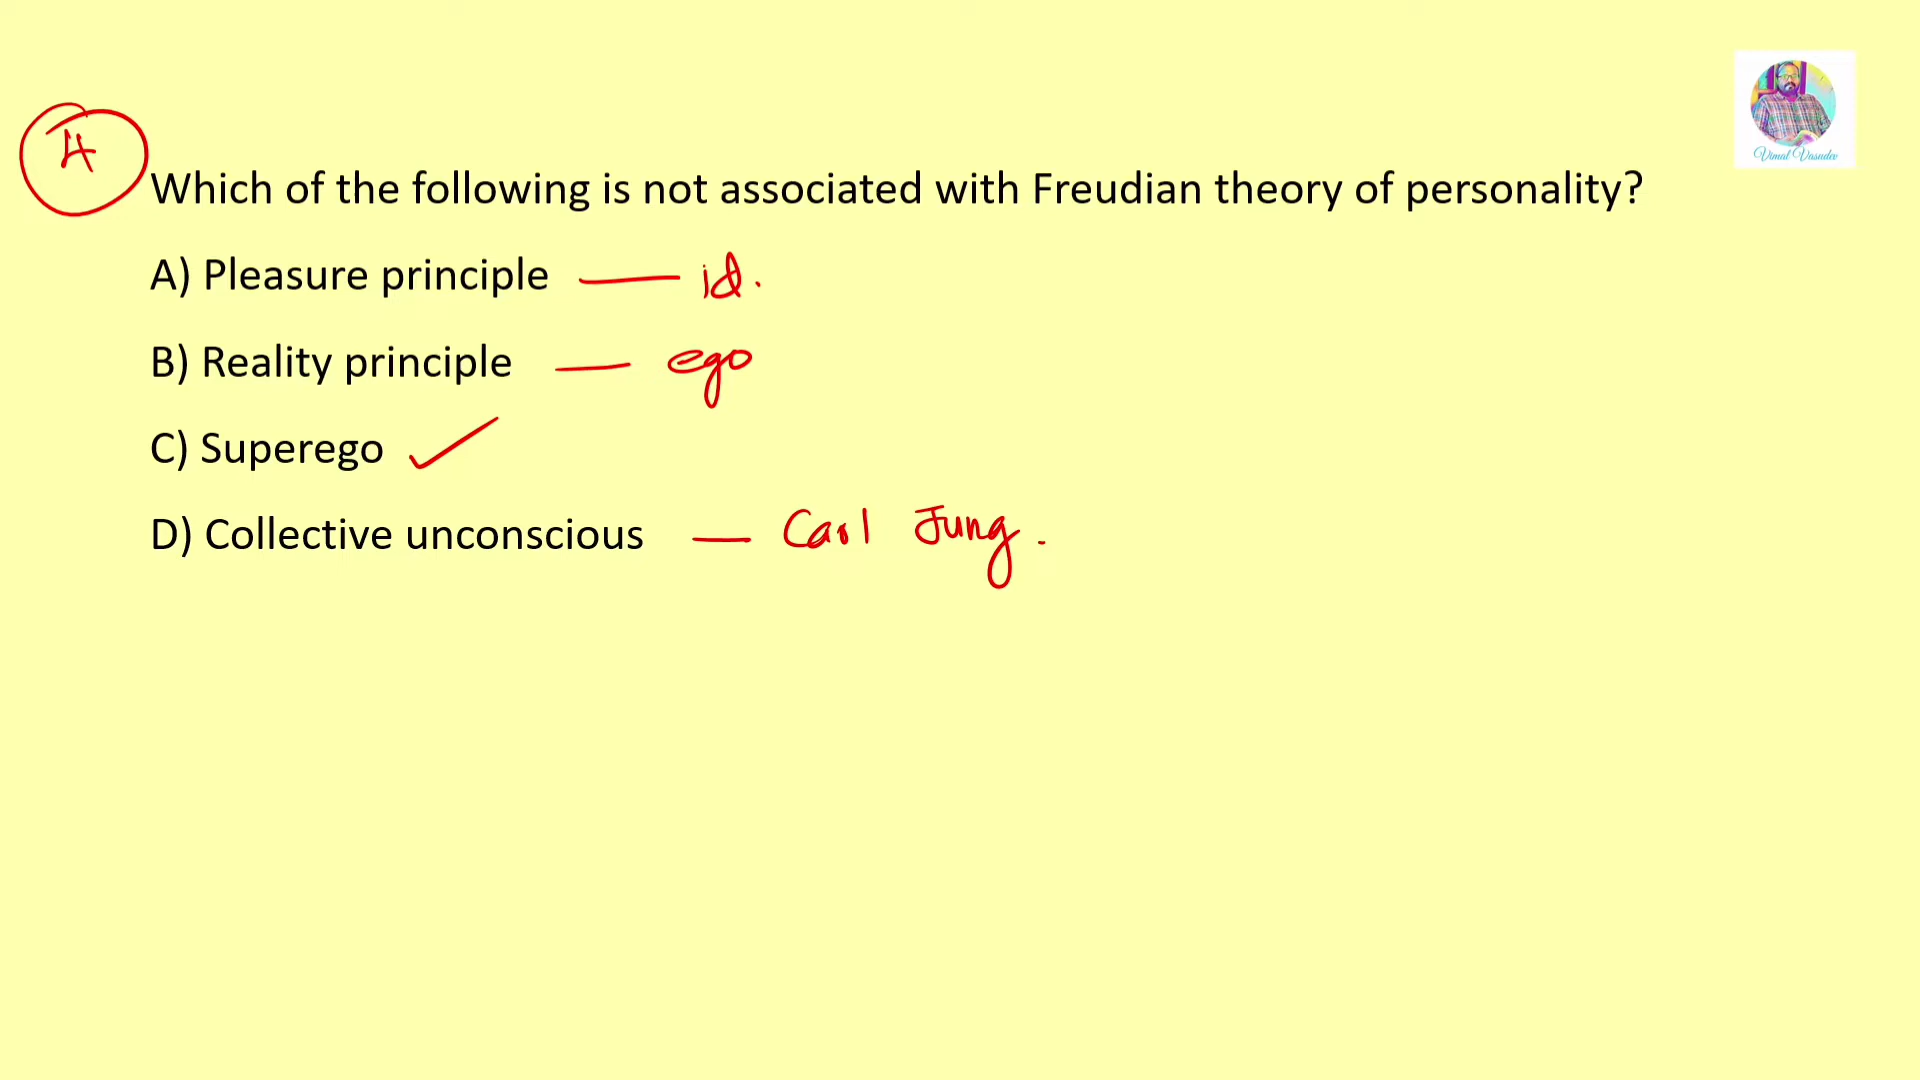 4
Which of the following is not associated with Freudian theory of personality?
A) Pleasure principle — id.
B) Reality principle — ego
C) Superego ✓
D) Collective unconscious — Carl Jung.
Vimal Vasudev